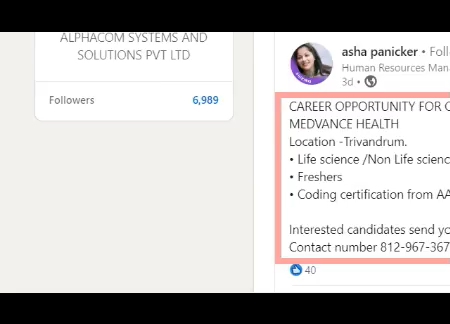 ALPHACOM SYSTEMS AND
SOLUTIONS PVT LTD
Followers 6,989
asha panicker • Follo
Human Resources Mana
3d •
CAREER OPPORTUNITY FOR
MEDVANCE HEALTH
Location -Trivandrum.
• Life science /Non Life scienc
• Freshers
• Coding certification from AA
Interested candidates send yo
Contact number 812-967-367
40